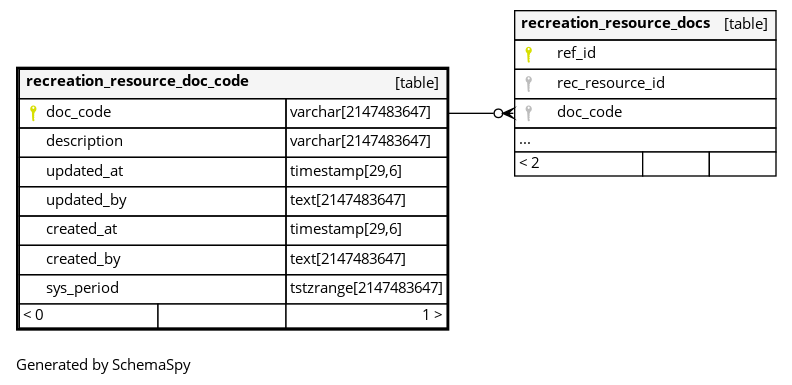 recreation_resource_docs [table]
ref_id
rec_resource_id
doc_code
...
< 2
recreation_resource_doc_code [table]
doc_code varchar[2147483647]
description varchar[2147483647]
updated_at timestamp[29,6]
updated_by text[2147483647]
created_at timestamp[29,6]
created_by text[2147483647]
sys_period tstzrange[2147483647]
< 0 1 >
Generated by SchemaSpy